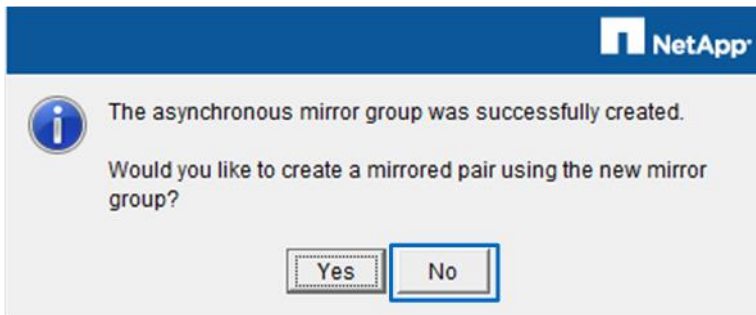 NetApp
The asynchronous mirror group was successfully created.
Would you like to create a mirrored pair using the new mirror
group?
Yes
No